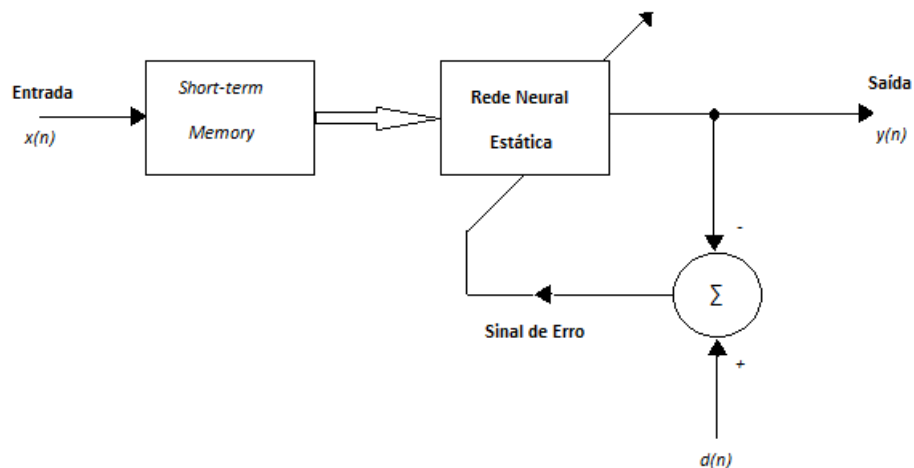 Entrada
x(n)
Short-term
Memory
Rede Neural
Estática
Saída
y(n)
-
Σ
Sinal de Erro
+
d(n)